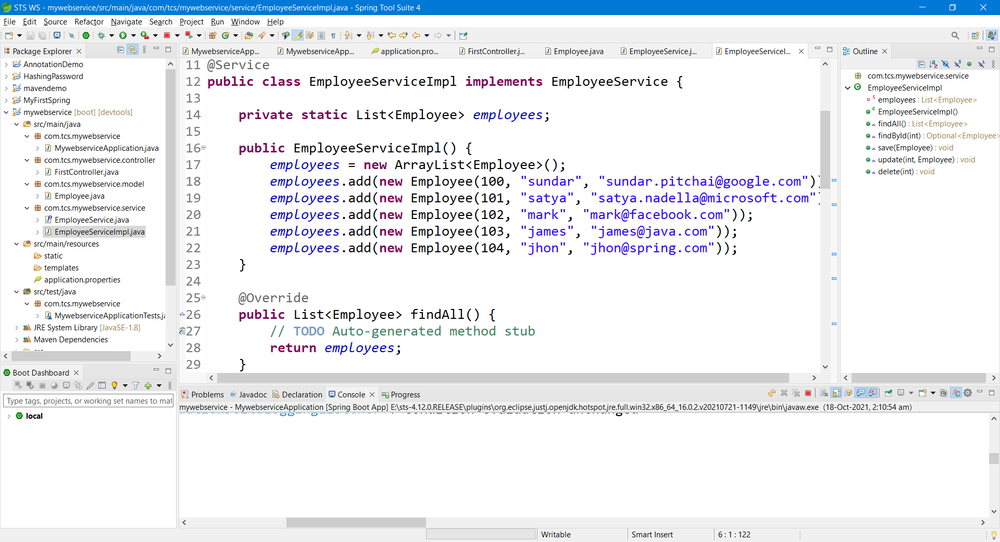 STS WS - mywebservice/src/main/java/com/tcs/mywebservice/service/EmployeeServiceImpl.java - Spring Tool Suite 4
File Edit Source Refactor Navigate Search Project Run Window Help
Package Explorer
AnnotationDemo
HashingPassword
mavendemo
MyFirstSpring
mywebservice [boot] [devtools]
src/main/java
com.tcs.mywebservice
MywebserviceApplication.java
com.tcs.mywebservice.controller
FirstController.java
com.tcs.mywebservice.model
Employee.java
com.tcs.mywebservice.service
EmployeeService.java
EmployeeServiceImpl.java
src/main/resources
static
templates
application.properties
src/test/java
com.tcs.mywebservice
MywebserviceApplicationTests.ja
JRE System Library [JavaSE-1.8]
Maven Dependencies
Boot Dashboard
Type tags, projects, or working set names to mat
local
MywebserviceApp... MywebserviceApp... application.pro... FirstController.j... Employee.java EmployeeService.j... EmployeeServiceI...
11 @Service
12 public class EmployeeServiceImpl implements EmployeeService {
13
14 private static List<Employee> employees;
15
16 public EmployeeServiceImpl() {
17 employees = new ArrayList<Employee>();
18 employees.add(new Employee(100, "sundar", "sundar.pitchai@google.com"))
19 employees.add(new Employee(101, "satya", "satya.nadella@microsoft.com")
20 employees.add(new Employee(102, "mark", "mark@facebook.com"));
21 employees.add(new Employee(103, "james", "james@java.com"));
22 employees.add(new Employee(104, "jhon", "jhon@spring.com"));
23 }
24
25 @Override
26 public List<Employee> findAll() {
27 // TODO Auto-generated method stub
28 return employees;
29 }
Outline
com.tcs.mywebservice.service
EmployeeServiceImpl
employees : List<Employee>
EmployeeServiceImpl()
findAll() : List<Employee>
findById(int) : Optional<Employee>
save(Employee) : void
update(int, Employee) : void
delete(int) : void
Problems Javadoc Declaration Console Progress
mywebservice - MywebserviceApplication [Spring Boot App] E:\sts-4.12.0.RELEASE\plugins\org.eclipse.justj.openjdk.hotspot.jre.full.win32.x86_64_16.0.2.v20210721-1149\jre\bin\javaw.exe (18-Oct-2021, 2:10:54 am)
Writable Smart Insert 6 : 1 : 122